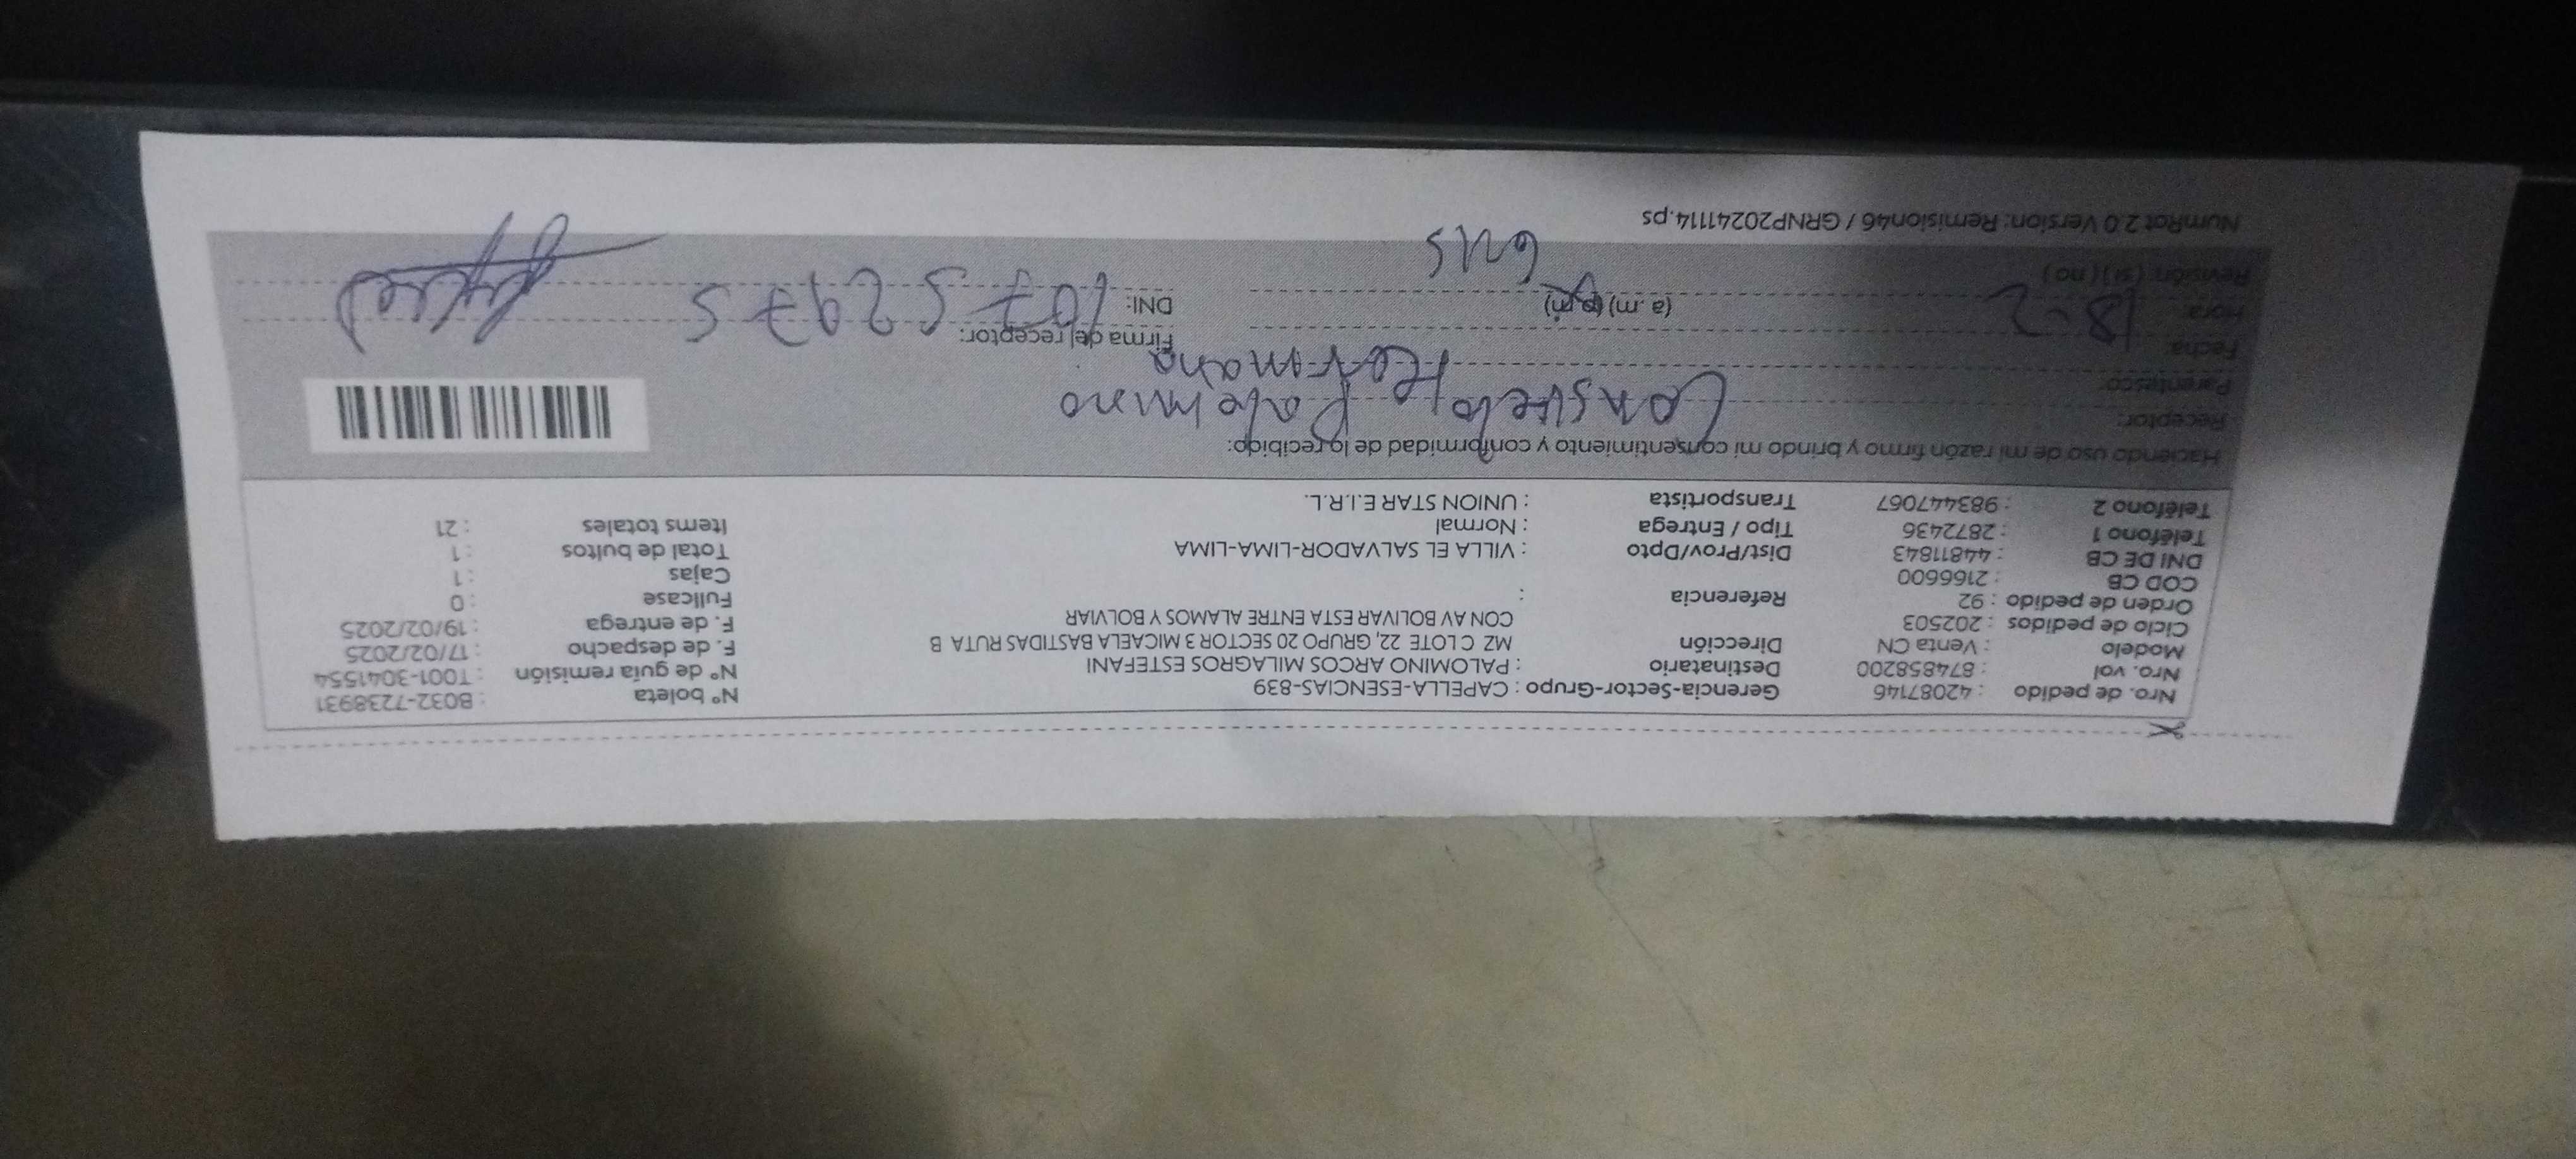 Nro. de pedido : 42087146 Gerencia-Sector-Grupo : CAPELLA-ESENCIAS-839 N° boleta : B032-7238931
Nro. vol : 874858200 Destinatario : PALOMINO ARCOS MILAGROS ESTEFANI N° de guía remisión : T001-3041554
Modelo : Venta CN Dirección MZ C LOTE 22, GRUPO 20 SECTOR 3 MICAELA BASTIDAS RUTA B F. de despacho : 17/02/2025
Ciclo de pedidos : 202503 CON AV BOLIVAR ESTA ENTRE ALAMOS Y BOLVIAR F. de entrega : 19/02/2025
Orden de pedido : 92 Referencia : Fullcase : 0
COD CB : 2166600 Cajas : 1
DNI DE CB : 44811843 Dist/Prov/Dpto : VILLA EL SALVADOR-LIMA-LIMA Total de bultos : 1
Teléfono 1 : 2872436 Tipo / Entrega : Normal Items totales : 21
Teléfono 2 : 983447067 Transportista : UNION STAR E.I.R.L.
Haciendo uso de mi razón firmo y brindo mi consentimiento y conformidad de lo recibido:
Receptor: Consuelo Palomino
Parentesco: Hermana
Fecha: 18-2 Firma del receptor:
Hora: (a.m) (p.m) DNI: 10752975
Revisión: (si) (no)
NumRot 2.0 Version: Remision46 / GRNP20241114.ps